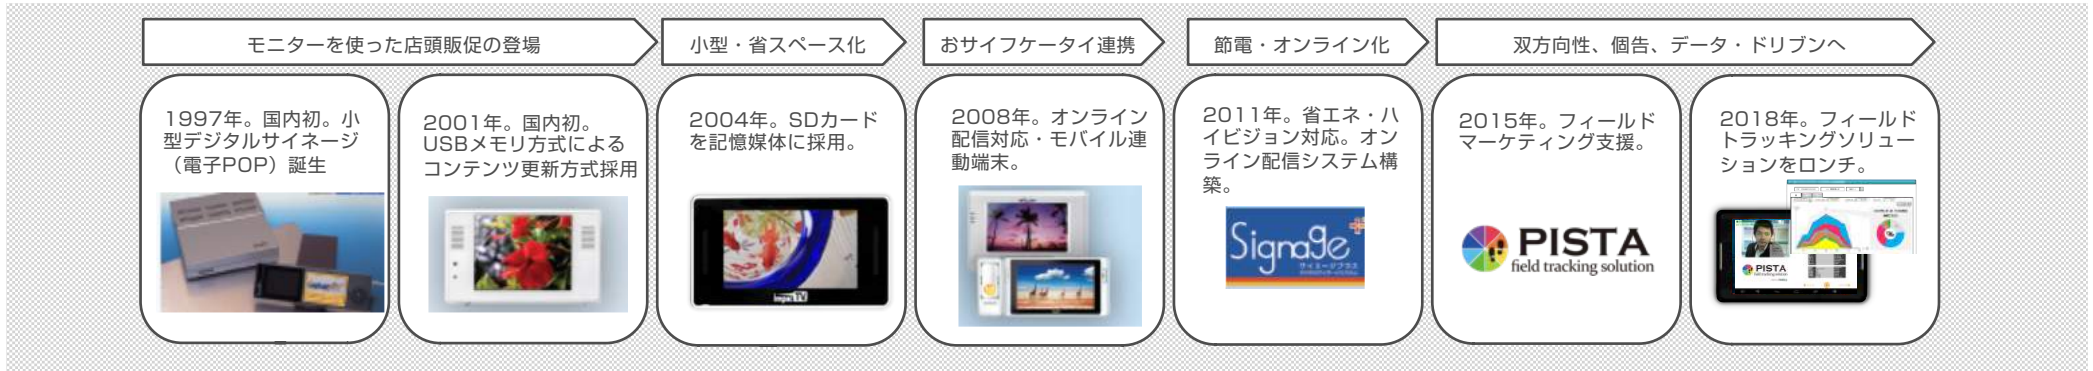 モニターを使った店頭販促の登場
小型・省スペース化
おサイフケータイ連携
節電・オンライン化
双方向性、個告、データ・ドリブンへ
1997年。国内初。小
型デジタルサイネージ
（電子POP）誕生
2001年。国内初。
USBメモリ方式による
コンテンツ更新方式採用
2004年。SDカード
を記憶媒体に採用。
impacTV
2008年。オンライン
配信対応・モバイル連
動端末。
2011年。省エネ・ハ
イビジョン対応。オン
ライン配信システム構
築。
Signage+
サイネージプラス
2015年。フィールド
マーケティング支援。
PISTA
field tracking solution
2018年。フィールド
トラッキングソリュー
ションをロンチ。
PISTA
field tracking solution